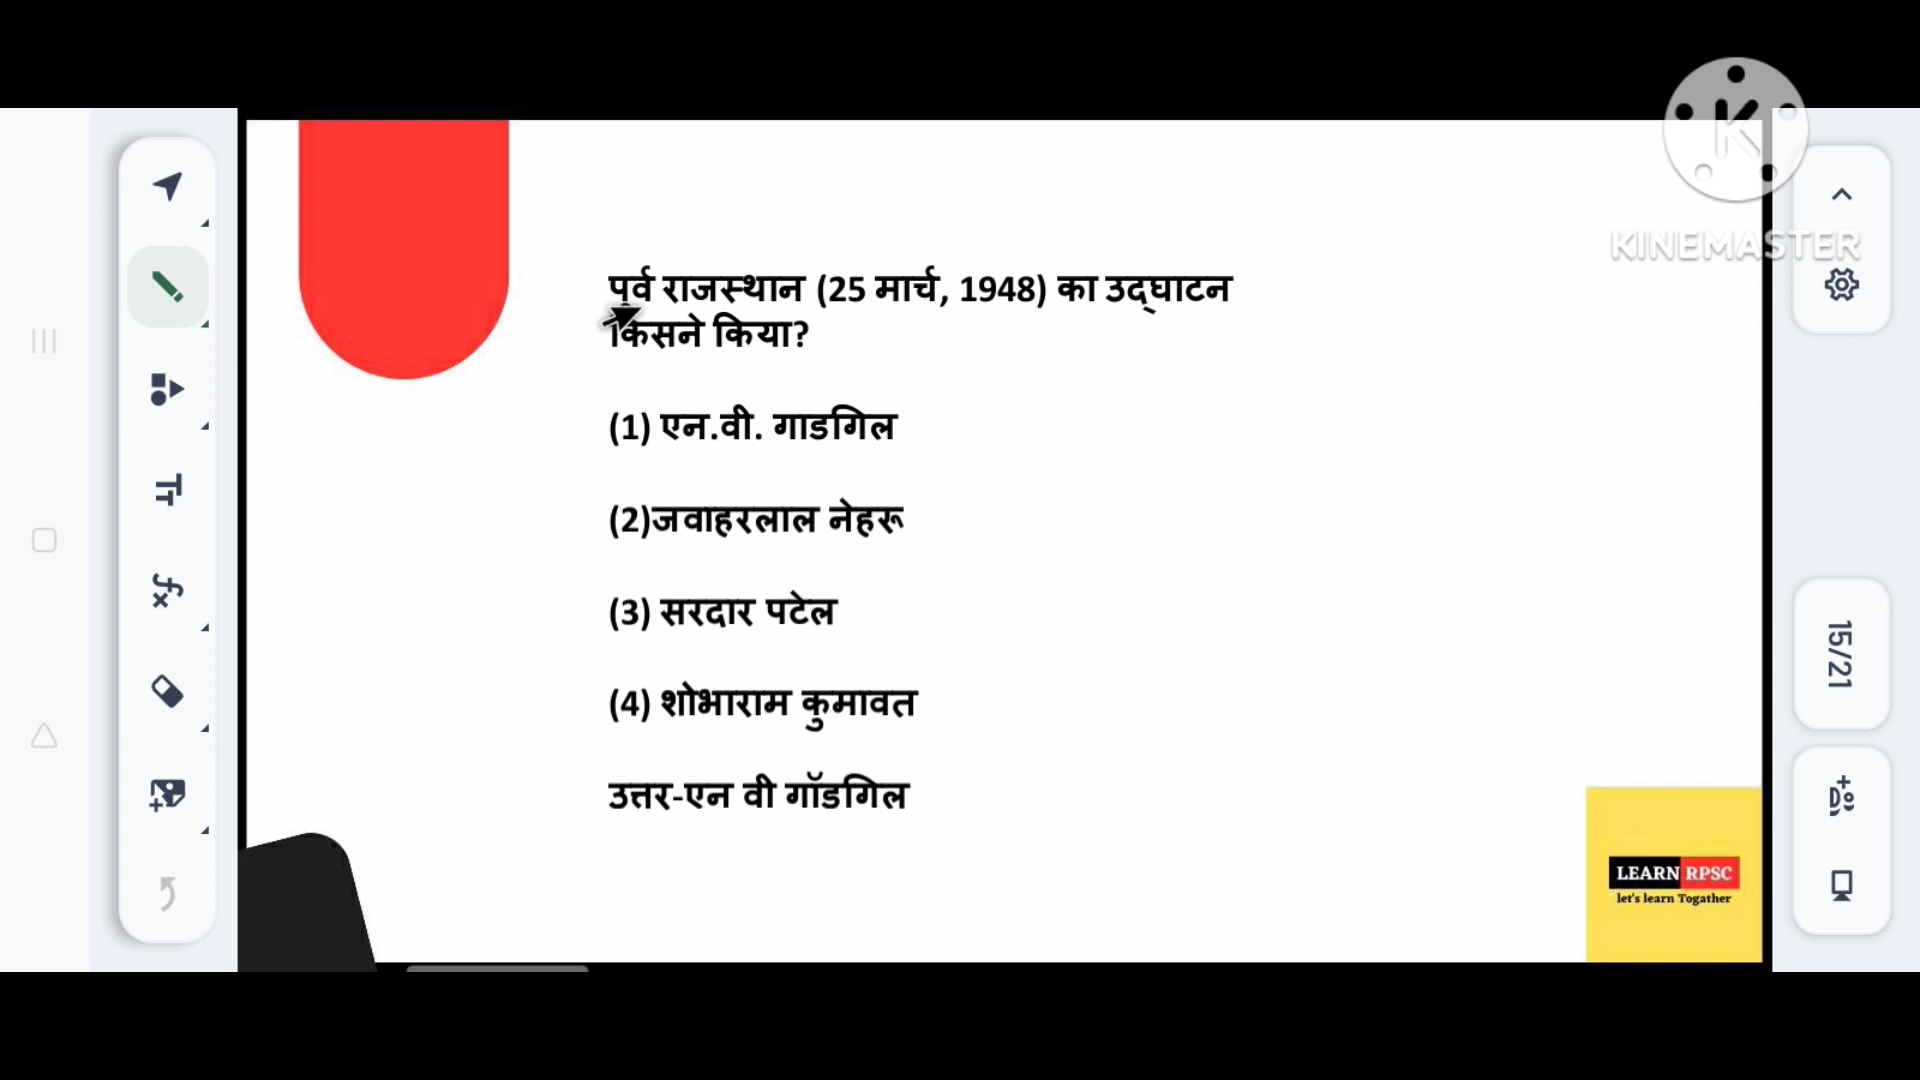 KINEMASTER
पूर्व राजस्थान (25 मार्च, 1948) का उद्घाटन
किसने किया?
(1) एन.वी. गाडगिल
(2)जवाहरलाल नेहरू
(3) सरदार पटेल
(4) शोभाराम कुमावत
उत्तर-एन वी गॉडगिल
15/21
LEARN RPSC
let's learn Togather